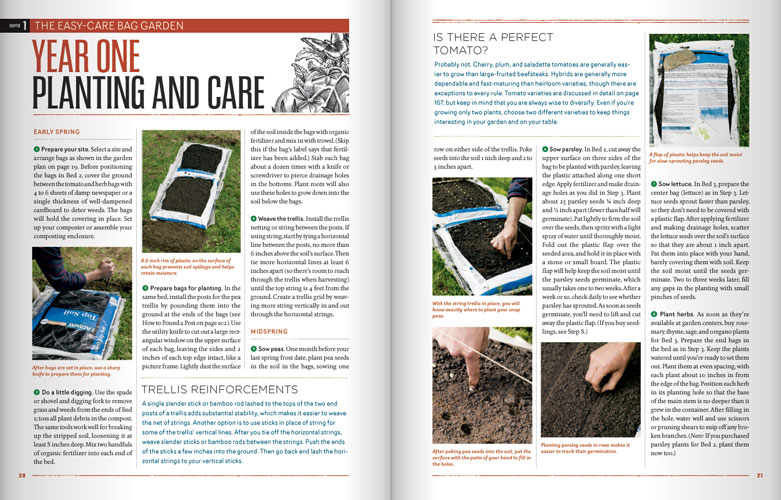 CHAPTER 1 THE EASY-CARE BAG GARDEN
YEAR ONE
PLANTING AND CARE
EARLY SPRING
1 Prepare your site. Select a site and
arrange bags as shown in the garden
plan on page 19. Before positioning
the bags in Bed 2, cover the ground
between the tomato and herb bags with
4 to 6 sheets of damp newspaper or a
single thickness of well-dampened
cardboard to deter weeds. The bags
will hold the covering in place. Set
up your composter or assemble your
composting enclosure.
After bags are set in place, use a sharp
knife to prepare them for planting.
2 Do a little digging. Use the spade
or shovel and digging fork to remove
grass and weeds from the ends of Bed
1; toss all plant debris in the compost.
The same tools work well for breaking
up the stripped soil, loosening it at
least 8 inches deep. Mix two handfuls
of organic fertilizer into each end of
the bed.
A 2-inch rim of plastic on the surface of
each bag prevents soil spillage and helps
retain moisture.
3 Prepare bags for planting. In the
same bed, install the posts for the pea
trellis by pounding them into the
ground at the ends of the bags (see
How to Pound a Post on page 102). Use
the utility knife to cut out a large rect-
angular window on the upper surface
of each bag, leaving the sides and 2
inches of each top edge intact, like a
picture frame. Lightly dust the surface
of the soil inside the bags with organic
fertilizer and mix in with trowel. (Skip
this if the bag's label says that fertil-
izer has been added.) Stab each bag
about a dozen times with a knife or
screwdriver to pierce drainage holes
in the bottoms. Plant roots will also
use these holes to grow down into the
soil below the bags.
4 Weave the trellis. Install the trellis
netting or string between the posts. If
using string, start by tying a horizontal
line between the posts, no more than
6 inches above the soil's surface. Then
tie more horizontal lines at least 6
inches apart (so there's room to reach
through the trellis when harvesting)
until the top string is 4 feet from the
ground. Create a trellis grid by weav-
ing more string vertically in and out
through the horizontal strings.
MIDSPRING
5 Sow peas. One month before your
last spring frost date, plant pea seeds
in the soil in the bags, sowing one
TRELLIS REINFORCEMENTS
A single slender stick or bamboo rod lashed to the tops of the two end
posts of a trellis adds substantial stability, which makes it easier to weave
the net of strings. Another option is to use sticks in place of string for
some of the trellis' vertical lines. After you tie off the horizontal strings,
weave slender sticks or bamboo rods between the strings. Push the ends
of the sticks a few inches into the ground. Then go back and lash the hori-
zontal strings to your vertical sticks.
20
IS THERE A PERFECT
TOMATO?
Probably not. Cherry, plum, and saladette tomatoes are generally eas-
ier to grow than large-fruited beefsteaks. Hybrids are generally more
dependable and fast-maturing than heirloom varieties, though there are
exceptions to every rule. Tomato varieties are discussed in detail on page
167, but keep in mind that you are always wise to diversify. Even if you're
growing only two plants, choose two different varieties to keep things
interesting in your garden and on your table.
row on either side of the trellis. Poke
seeds into the soil 1 inch deep and 2 to
3 inches apart.
With the string trellis in place, you will
know exactly where to plant your snap
peas.
After poking pea seeds into the soil, pat the
surface with the palm of your hand to fill in
the holes.
6 Sow parsley. In Bed 2, cut away the
upper surface on three sides of the
bag to be planted with parsley, leaving
the plastic attached along one short
edge. Apply fertilizer and make drain-
age holes as you did in Step 3. Plant
about 25 parsley seeds ¼ inch deep
and ½ inch apart (fewer than half will
germinate). Pat lightly to firm the soil
over the seeds, then spritz with a light
spray of water until thoroughly moist.
Fold out the plastic flap over the
seeded area, and hold it in place with
a stone or small board. The plastic
flap will help keep the soil moist until
the parsley seeds germinate, which
usually takes one to two weeks. After a
week or so, check daily to see whether
parsley has sprouted. As soon as seeds
germinate, you'll need to lift and cut
away the plastic flap. (If you buy seed-
lings, see Step 8.)
Planting parsley seeds in rows makes it
easier to track their germination.
A flap of plastic helps keep the soil moist
for slow-sprouting parsley seeds.
7 Sow lettuce. In Bed 3, prepare the
center bag (lettuce) as in Step 3. Let-
tuce seeds sprout faster than parsley,
so they don't need to be covered with
a plastic flap. After applying fertilizer
and making drainage holes, scatter
the lettuce seeds over the soil's surface
so that they are about 1 inch apart.
Pat them into place with your hand,
barely covering them with soil. Keep
the soil moist until the seeds ger-
minate. Two to three weeks later, fill
any gaps in the planting with small
pinches of seeds.
8 Plant herbs. As soon as they're
available at garden centers, buy rose-
mary, thyme, sage, and oregano plants
for Bed 3. Prepare the end bags in
the bed as in Step 3. Keep the plants
watered until you're ready to set them
out. Plant them at even spacing, with
each plant about 10 inches in from
the edge of the bag. Position each herb
in its planting hole so that the base
of the main stem is no deeper than it
grew in the container. After filling in
the hole, water well and use scissors
or pruning shears to snip off any bro-
ken branches. (Note: If you purchased
parsley plants for Bed 2, plant them
now too.)
21
Top Soil